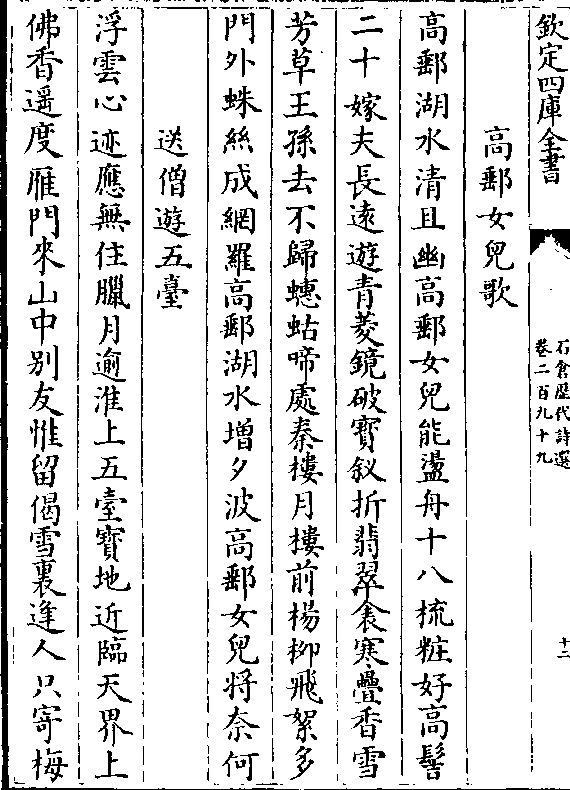 欽定四庫全書
石倉歷代詩選
卷二百九十九
十二
高郵女兒歌
高郵湖水清且幽高郵女兒能盪舟十八梳粧好高髻
二十嫁夫長遠遊青菱鏡破寳釵折翡翠衾寒疊香雪
芳草王孫去不歸蟪蛄啼處秦樓月樓前楊柳飛絮多
門外蛛絲成網羅高郵湖水增夕波高郵女兒将奈何
送僧遊五臺
浮雲心迹應無住臘月逾淮上五臺寳地近臨天界上
佛香遥度雁門來山中别友惟留偈雪裏逢人只寄梅